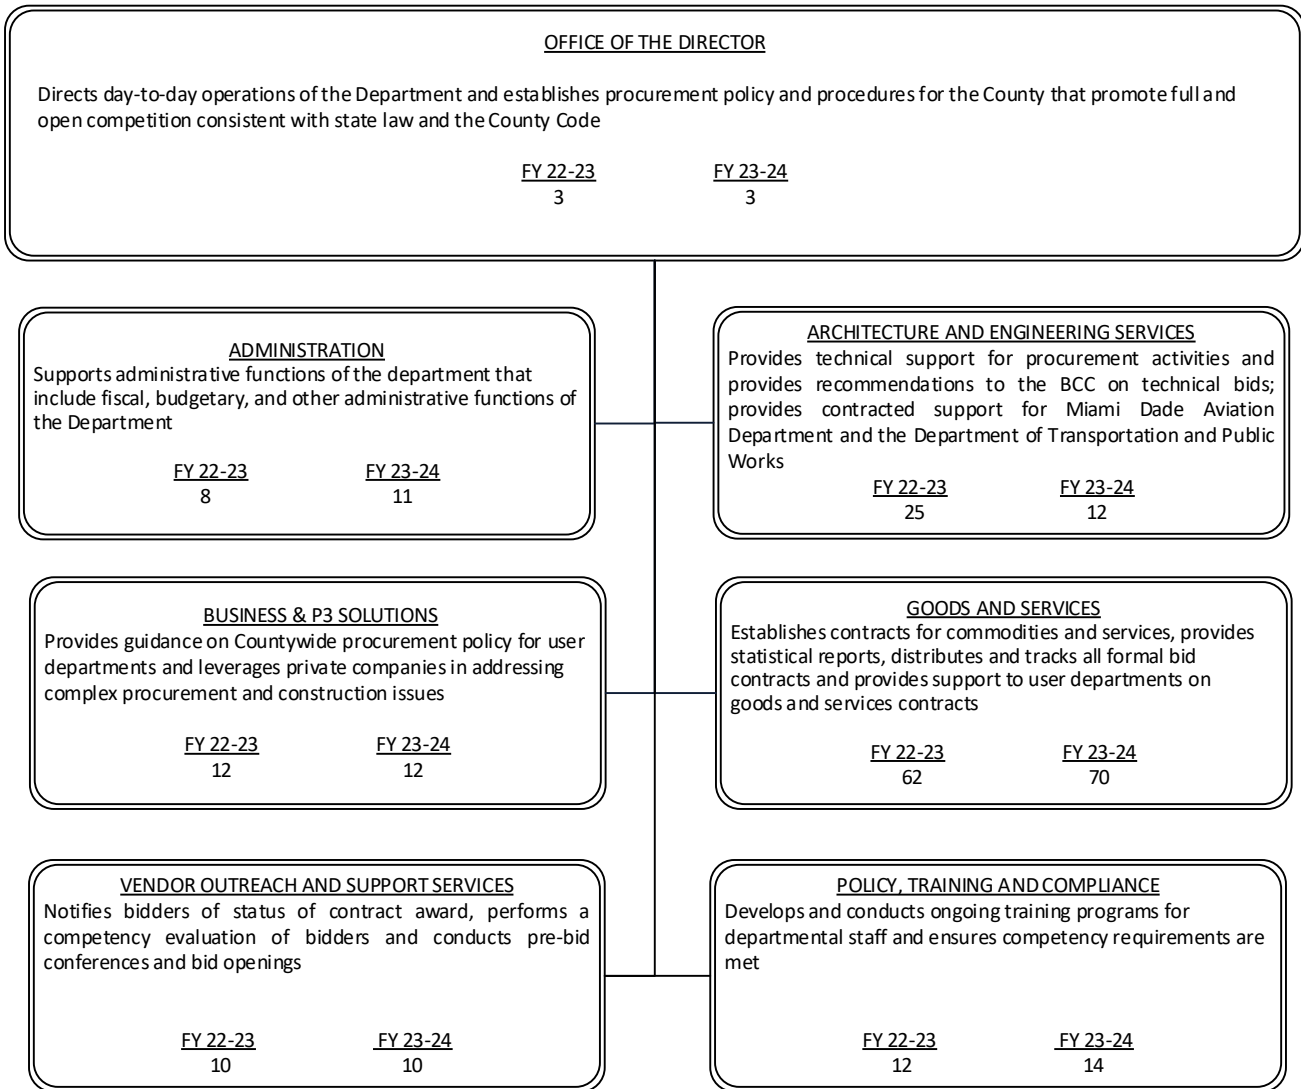 OFFICE OF THE DIRECTOR
Directs day-to-day operations of the Department and establishes procurement policy and procedures for the County that promote full and
open competition consistent with state law and the County Code
FY 22-23 FY 23-24
3 3
ADMINISTRATION
Supports administrative functions of the department that
include fiscal, budgetary, and other administrative functions of
the Department
FY 22-23 FY 23-24
8 11
ARCHITECTURE AND ENGINEERING SERVICES
Provides technical support for procurement activities and
provides recommendations to the BCC on technical bids;
provides contracted support for Miami Dade Aviation
Department and the Department of Transportation and Public
Works
FY 22-23 FY 23-24
25 12
BUSINESS & P3 SOLUTIONS
Provides guidance on Countywide procurement policy for user
departments and leverages private companies in addressing
complex procurement and construction issues
FY 22-23 FY 23-24
12 12
GOODS AND SERVICES
Establishes contracts for commodities and services, provides
statistical reports, distributes and tracks all formal bid
contracts and provides support to user departments on
goods and services contracts
FY 22-23 FY 23-24
62 70
VENDOR OUTREACH AND SUPPORT SERVICES
Notifies bidders of status of contract award, performs a
competency evaluation of bidders and conducts pre-bid
conferences and bid openings
FY 22-23 FY 23-24
10 10
POLICY, TRAINING AND COMPLIANCE
Develops and conducts ongoing training programs for
departmental staff and ensures competency requirements are
met
FY 22-23 FY 23-24
12 14